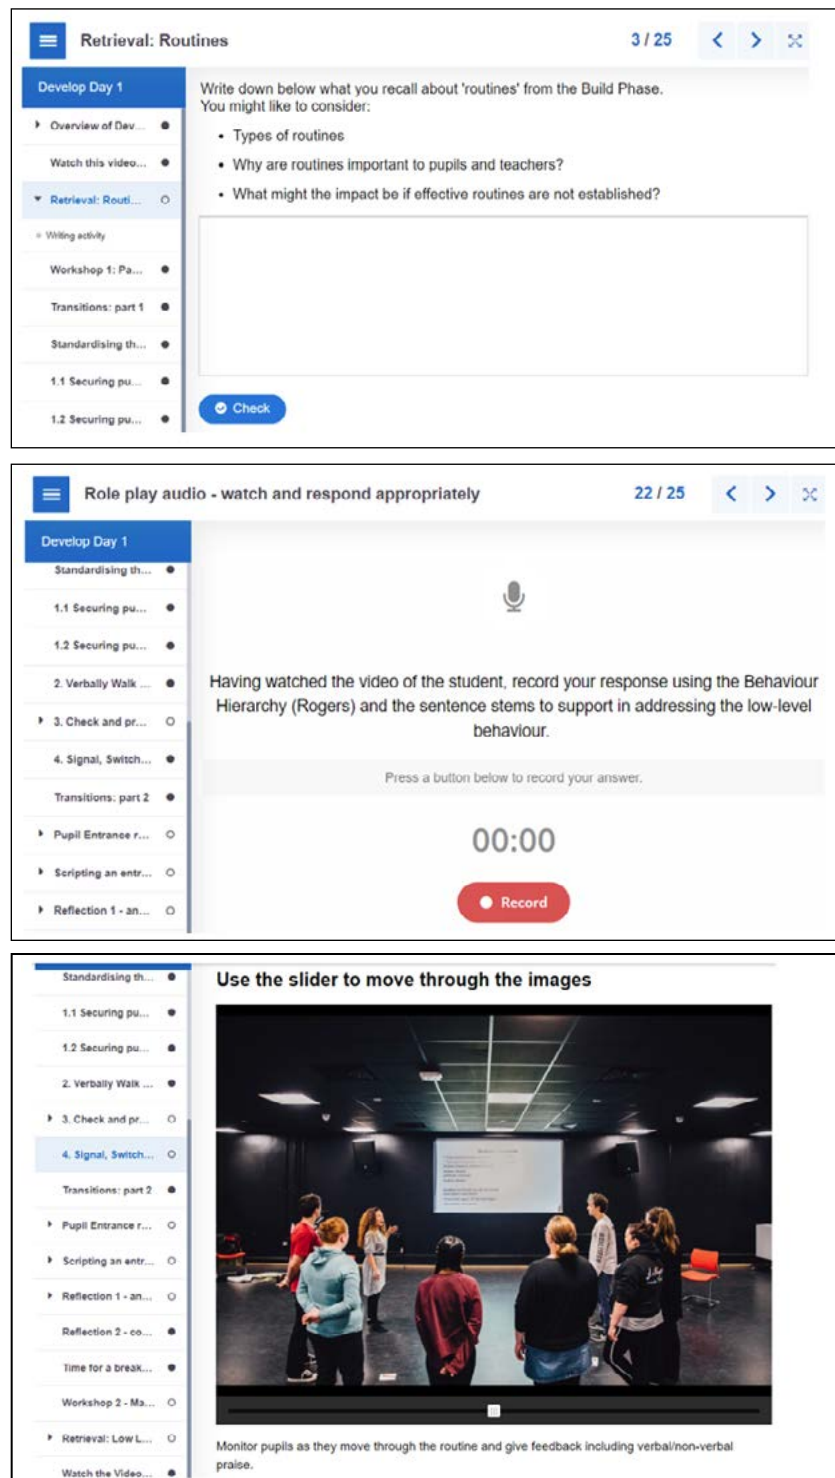 Retrieval: Routines
3 / 25
Develop Day 1
Overview of Dev...
Watch this video...
Retrieval: Routi...
Writing activity
Workshop 1: Pa...
Transitions: part 1
Standardising th...
1.1 Securing pu...
1.2 Securing pu...
Write down below what you recall about 'routines' from the Build Phase.
You might like to consider:
• Types of routines
• Why are routines important to pupils and teachers?
• What might the impact be if effective routines are not established?
Check
Role play audio - watch and respond appropriately
22 / 25
Develop Day 1
Standardising th...
1.1 Securing pu...
1.2 Securing pu...
2. Verbally Walk ...
3. Check and pr...
4. Signal, Switch...
Transitions: part 2
Pupil Entrance r...
Scripting an entr...
Reflection 1 - an...
Having watched the video of the student, record your response using the Behaviour
Hierarchy (Rogers) and the sentence stems to support in addressing the low-level
behaviour.
Press a button below to record your answer.
00:00
Record
Standardising th...
1.1 Securing pu...
1.2 Securing pu...
2. Verbally Walk ...
3. Check and pr...
4. Signal, Switch...
Transitions: part 2
Pupil Entrance r...
Scripting an entr...
Reflection 1 - an...
Reflection 2 - co...
Time for a break...
Workshop 2 - Ma...
Retrieval: Low L...
Watch the Video...
Use the slider to move through the images
Monitor pupils as they move through the routine and give feedback including verbal/non-verbal
praise.